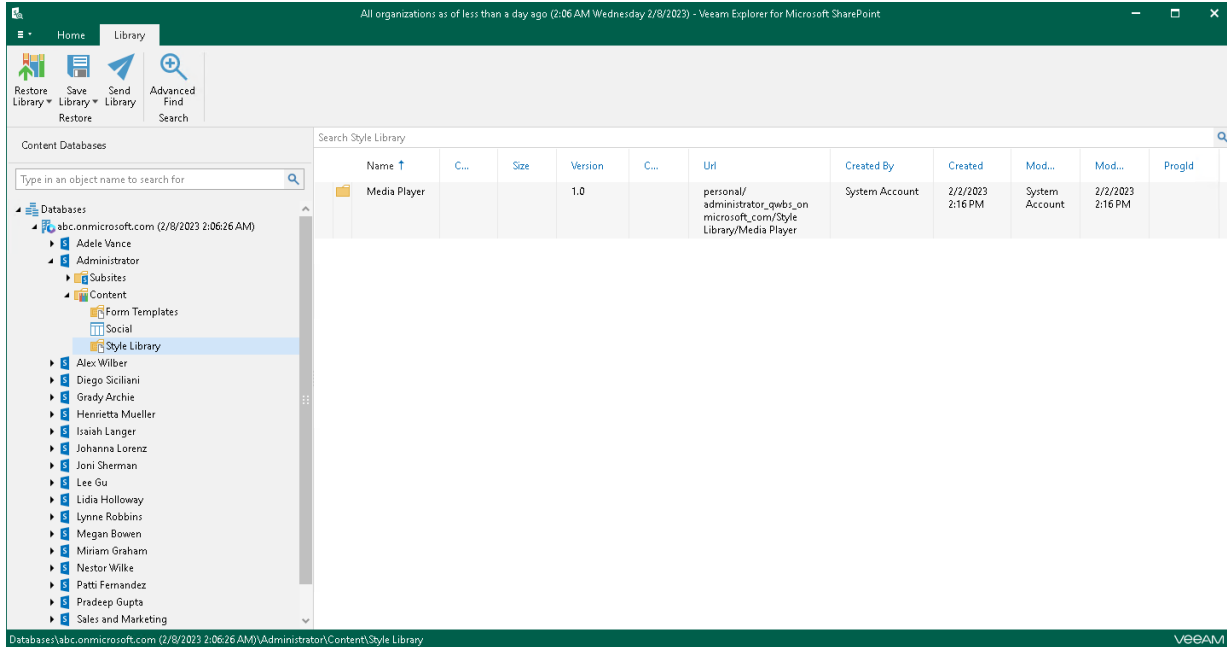 All organizations as of less than a day ago (2:06 AM Wednesday 2/8/2023) - Veeam Explorer for Microsoft SharePoint
Home Library
Restore Library Save Library Send Library Advanced Find
Restore Search
Content Databases
Type in an object name to search for
Databases
abc.onmicrosoft.com (2/8/2023 2:06:26 AM)
Adele Vance
Administrator
Subsites
Content
Form Templates
Social
Style Library
Alex Wilber
Diego Siciliani
Grady Archie
Henrietta Mueller
Isaiah Langer
Johanna Lorenz
Joni Sherman
Lee Gu
Lidia Holloway
Lynne Robbins
Megan Bowen
Miriam Graham
Nestor Wilke
Patti Fernandez
Pradeep Gupta
Sales and Marketing
Search Style Library
Name C... Size Version C... Url Created By Created Mod... Mod... ProgId
Media Player 1.0 personal/ System Account 2/2/2023 System 2/2/2023
administrator_qwbs_on 2:16 PM Account 2:16 PM
microsoft_com/Style
Library/Media Player
Databases\abc.onmicrosoft.com (2/8/2023 2:06:26 AM)\Administrator\Content\Style Library
veeAM